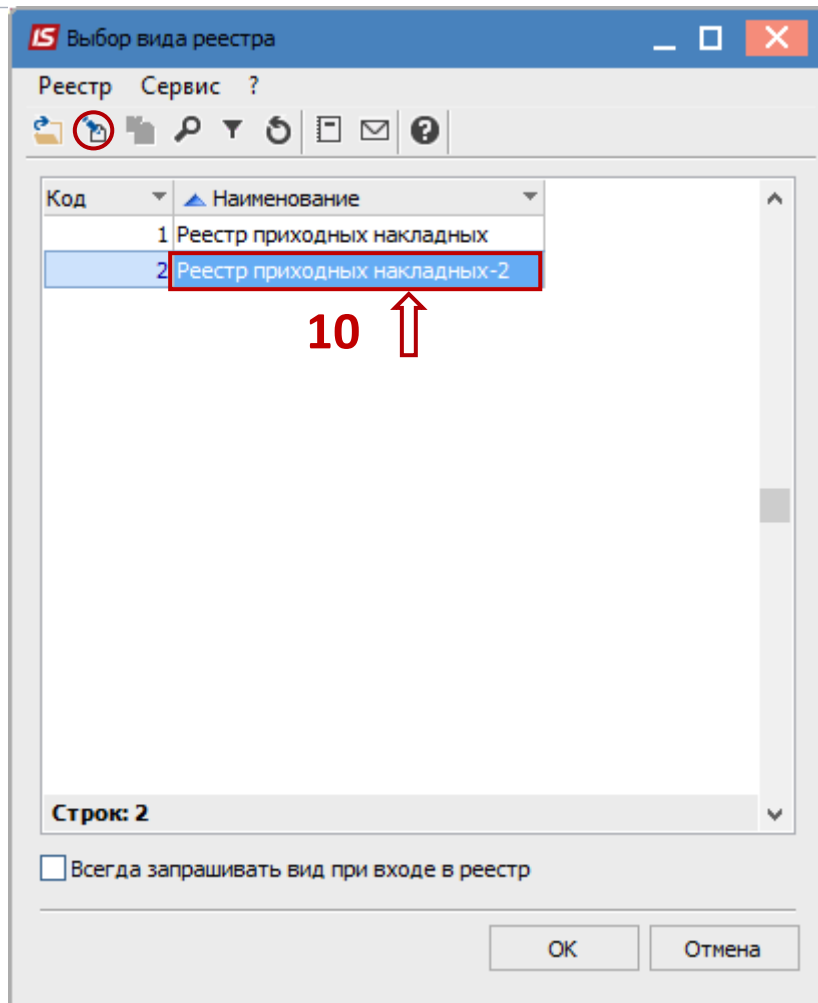 IS Выбор вида реестра
Реестр Сервис ?
Код Наименование
1 Реестр приходных накладных
2 Реестр приходных накладных-2
10
Строк: 2
Всегда запрашивать вид при входе в реестр
OK Отмена